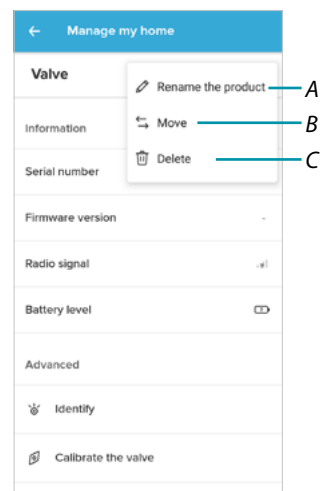 Manage my home
Valve
Rename the product
A
Move
B
Delete
C
Information
Serial number
Firmware version
-
Radio signal
Battery level
Advanced
Identify
Calibrate the valve